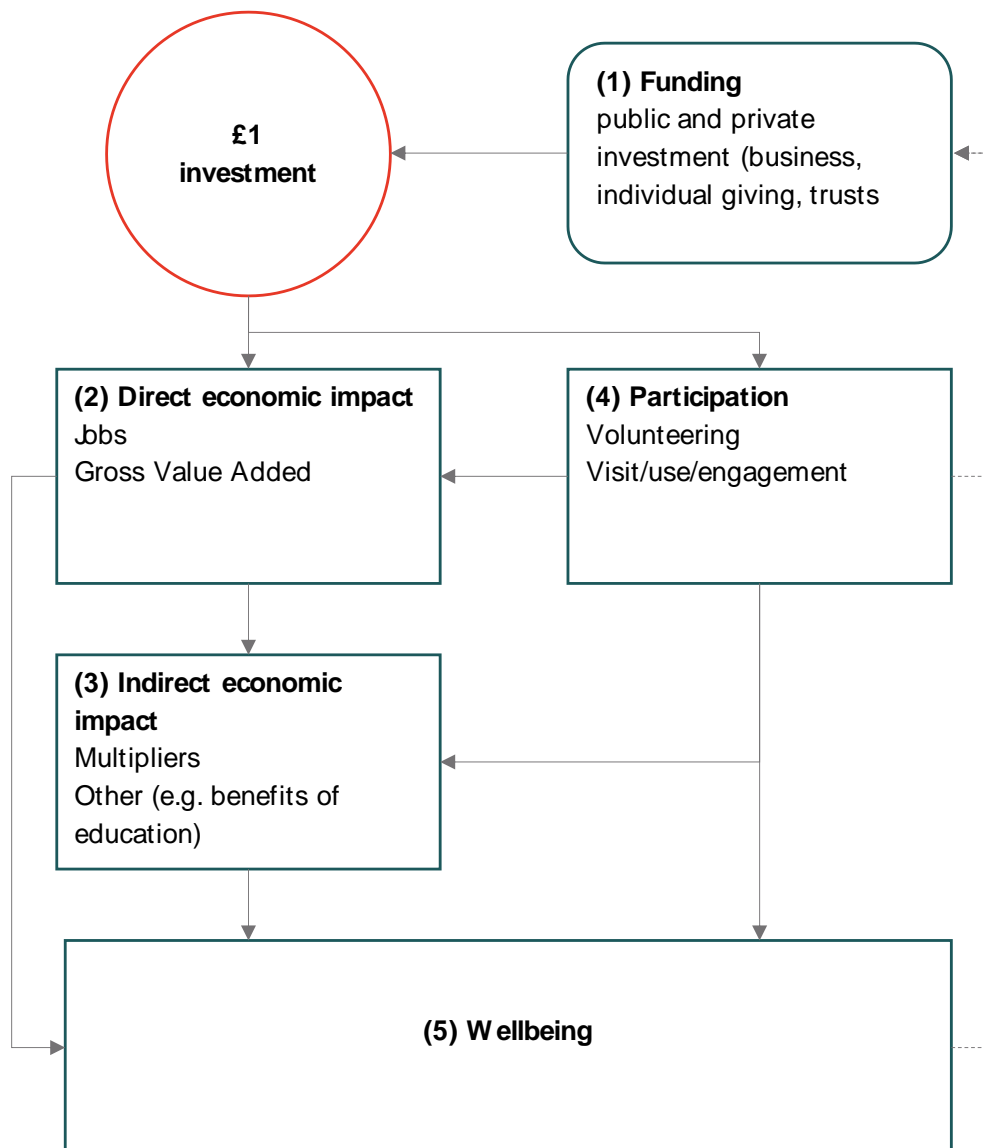 £1
investment
(1) Funding
public and private
investment (business,
individual giving, trusts
(2) Direct economic impact
Jobs
Gross Value Added
(4) Participation
Volunteering
Visit/use/engagement
(3) Indirect economic
impact
Multipliers
Other (e.g. benefits of
education)
(5) Wellbeing